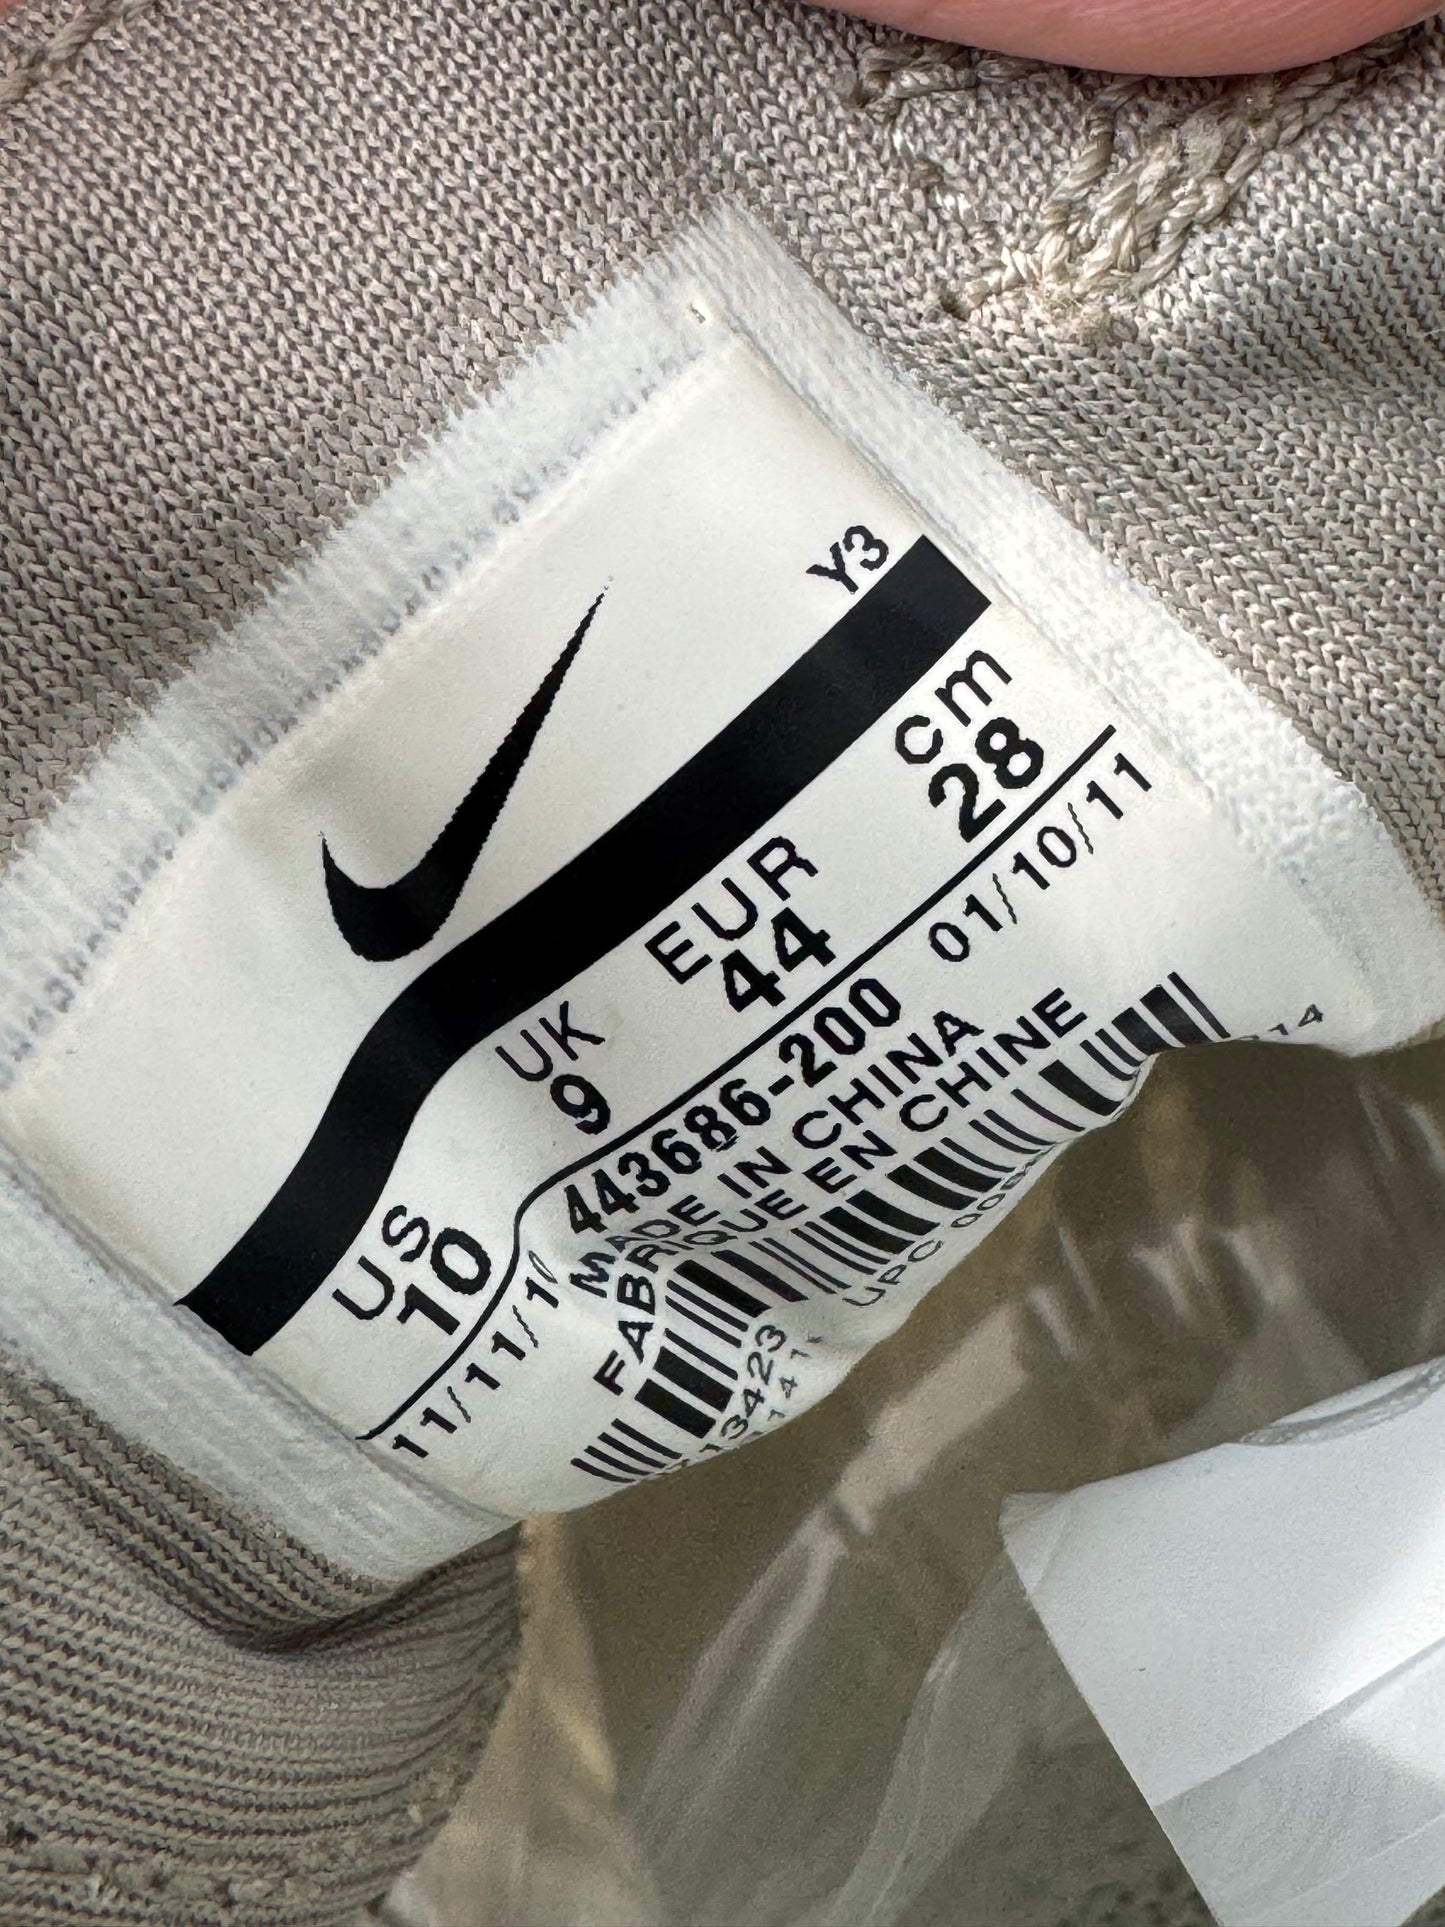 Y3
US UK EUR cm
10 9 44 28
11/11/10 01/10/11
443686-200
MADE IN CHINA
FABRIQUE EN CHINE
UPC